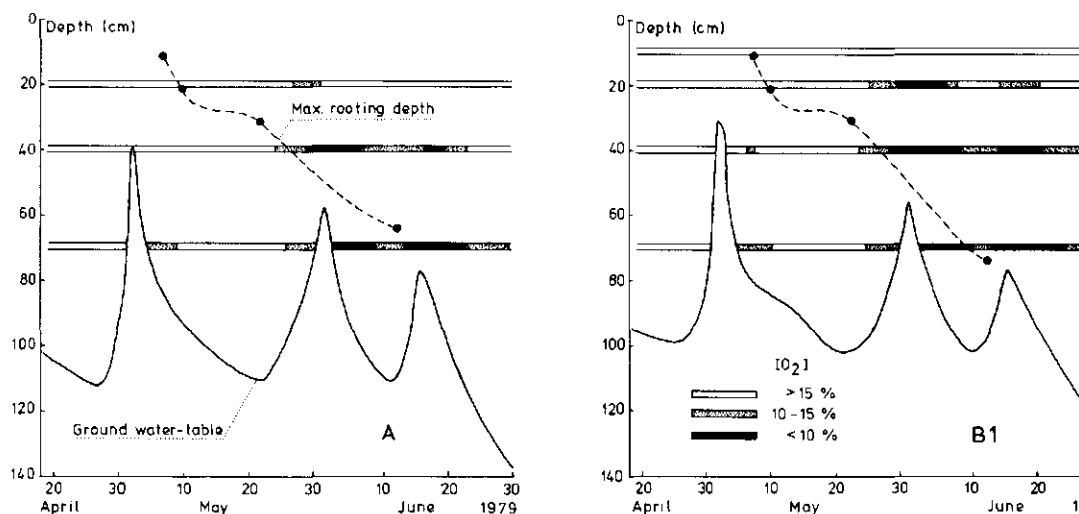 Depth (cm)
0
20
40
60
80
100
120
140
Max. rooting depth
Ground water-table
A
20 30 10 20 30 10 20 30
April May June 1979
Depth (cm)
0
20
40
60
80
100
120
140
[O2]
>15 %
10-15 %
<10 %
B1
20 30 10 20 30 10 20
April May June 1